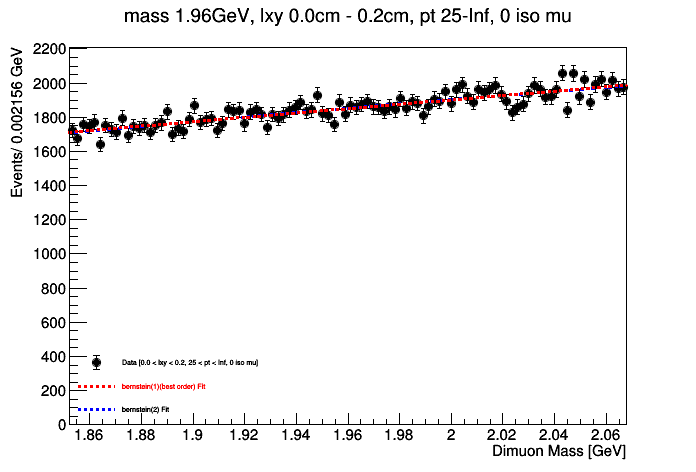 mass 1.96GeV, lxy 0.0cm - 0.2cm, pt 25-Inf, 0 iso mu
Events/ 0.002156 GeV
2200
2000
1800
1600
1400
1200
1000
800
600
400
200
0
Data [0.0 < lxy < 0.2, 25 < pt < Inf, 0 iso mu]
bernstein(1)(best order) Fit
bernstein(2) Fit
1.86 1.88 1.9 1.92 1.94 1.96 1.98 2 2.02 2.04 2.06
Dimuon Mass [GeV]